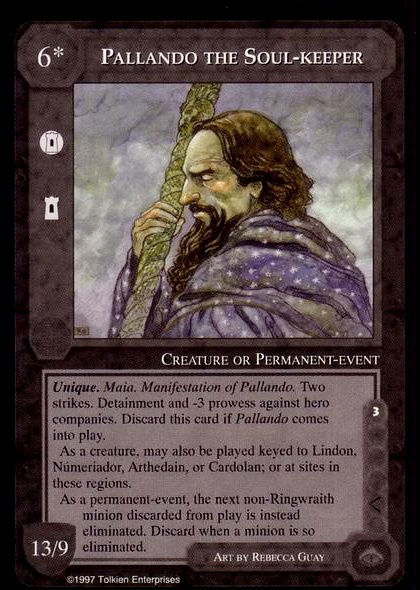 6*
PALLANDO THE SOUL-KEEPER
CREATURE OR PERMANENT-EVENT
Unique. Maia. Manifestation of Pallando. Two
strikes. Detainment and -3 prowess against hero
companies. Discard this card if Pallando comes
into play.
3
As a creature, may also be played keyed to Lindon,
Númeriador, Arthedain, or Cardolan; or at sites in
these regions.
As a permanent-event, the next non-Ringwraith
minion discarded from play is instead
eliminated. Discard when a minion is so
eliminated.
13/9
ART BY REBECCA GUAY
©1997 Tolkien Enterprises